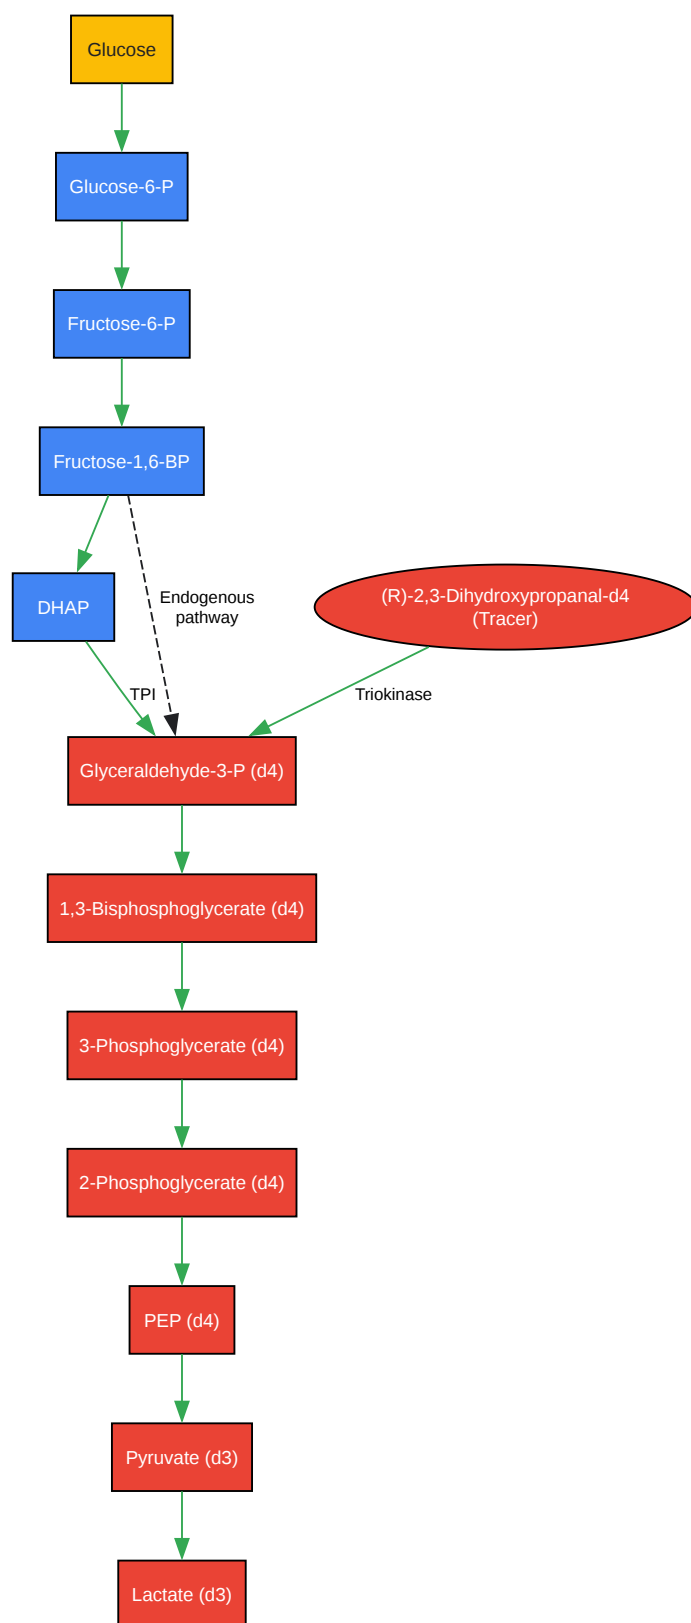 Glucose
Glucose-6-P
Fructose-6-P
Fructose-1,6-BP
DHAP
Endogenous
pathway
(R)-2,3-Dihydroxypropanal-d4
(Tracer)
TPI
Triokinase
Glyceraldehyde-3-P (d4)
1,3-Bisphosphoglycerate (d4)
3-Phosphoglycerate (d4)
2-Phosphoglycerate (d4)
PEP (d4)
Pyruvate (d3)
Lactate (d3)